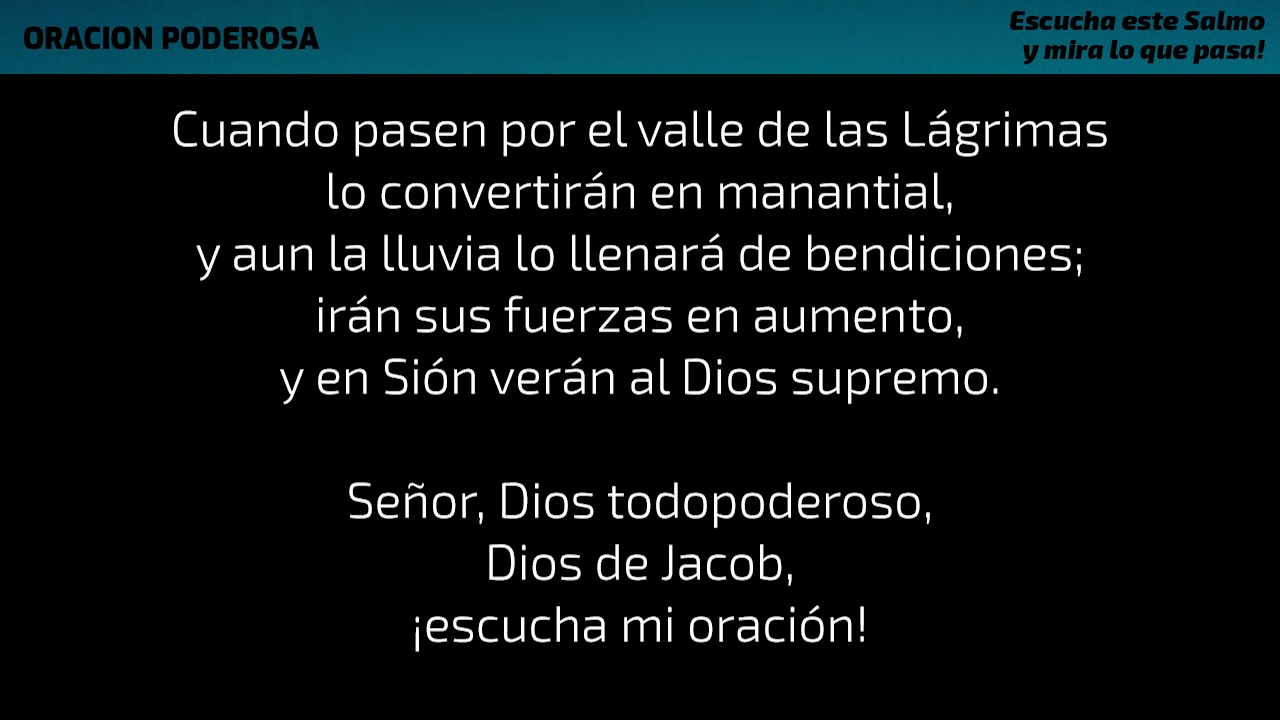 ORACION PODEROSA
Escucha este Salmo
y mira lo que pasa!
Cuando pasen por el valle de las Lágrimas
lo convertirán en manantial,
y aun la lluvia lo llenará de bendiciones;
irán sus fuerzas en aumento,
y en Sión verán al Dios supremo.
Señor, Dios todopoderoso,
Dios de Jacob,
¡escucha mi oración!